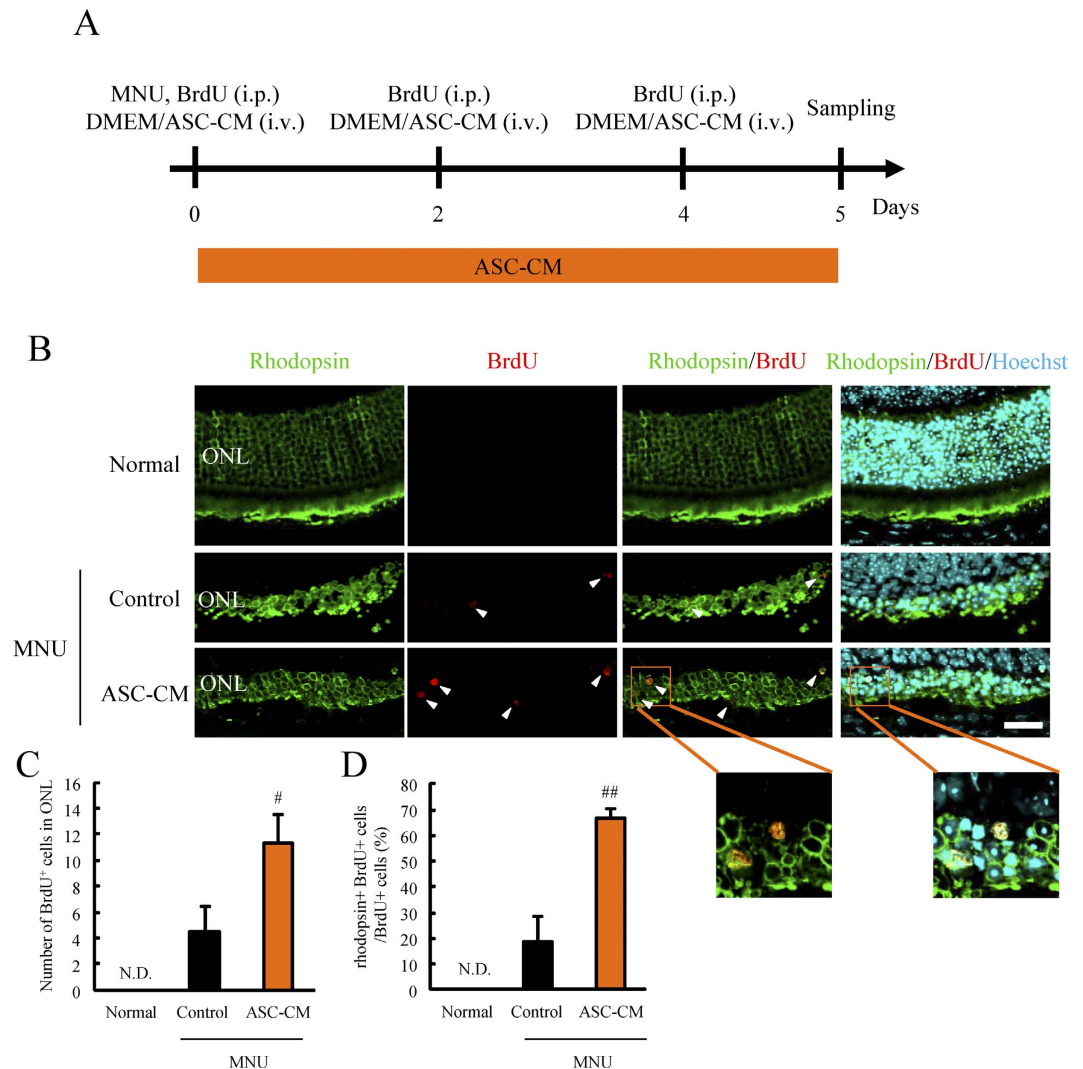 A
MNU, BrdU (i.p.)
DMEM/ASC-CM (i.v.)
BrdU (i.p.)
DMEM/ASC-CM (i.v.)
BrdU (i.p.)
DMEM/ASC-CM (i.v.)
Sampling
0
2
4
5
Days
ASC-CM
B
Rhodopsin
BrdU
Rhodopsin/BrdU
Rhodopsin/BrdU/Hoechst
Normal
ONL
MNU
Control
ONL
ASC-CM
ONL
C
Number of BrdU⁺ cells in ONL
16
14
12
10
8
6
4
2
0
N.D.
#
Normal
Control
ASC-CM
MNU
D
rhodopsin+ BrdU+ cells
/BrdU+ cells (%)
80
70
60
50
40
30
20
10
0
N.D.
##
Normal
Control
ASC-CM
MNU